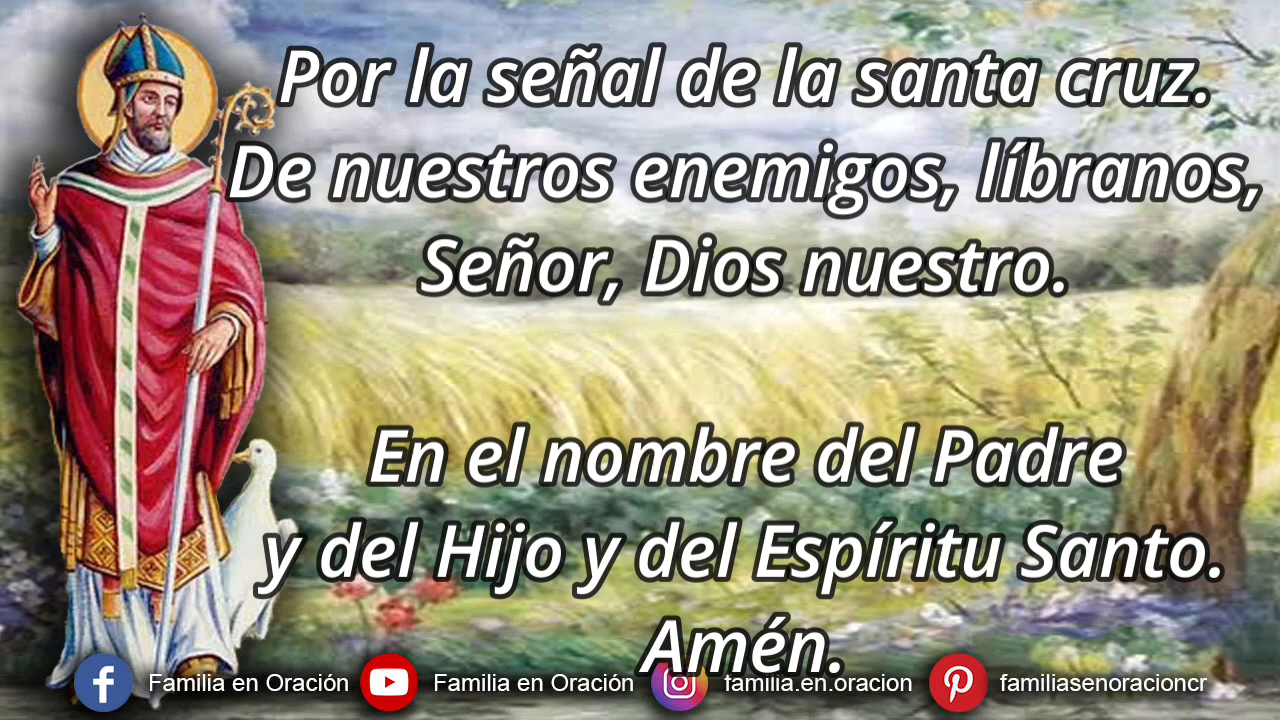 Por la señal de la santa cruz.
De nuestros enemigos, líbranos,
Señor, Dios nuestro.
En el nombre del Padre
y del Hijo y del Espíritu Santo.
Amén.
Familia en Oración
Familia en Oración
familia.en.oracion
familiasenoracioncr